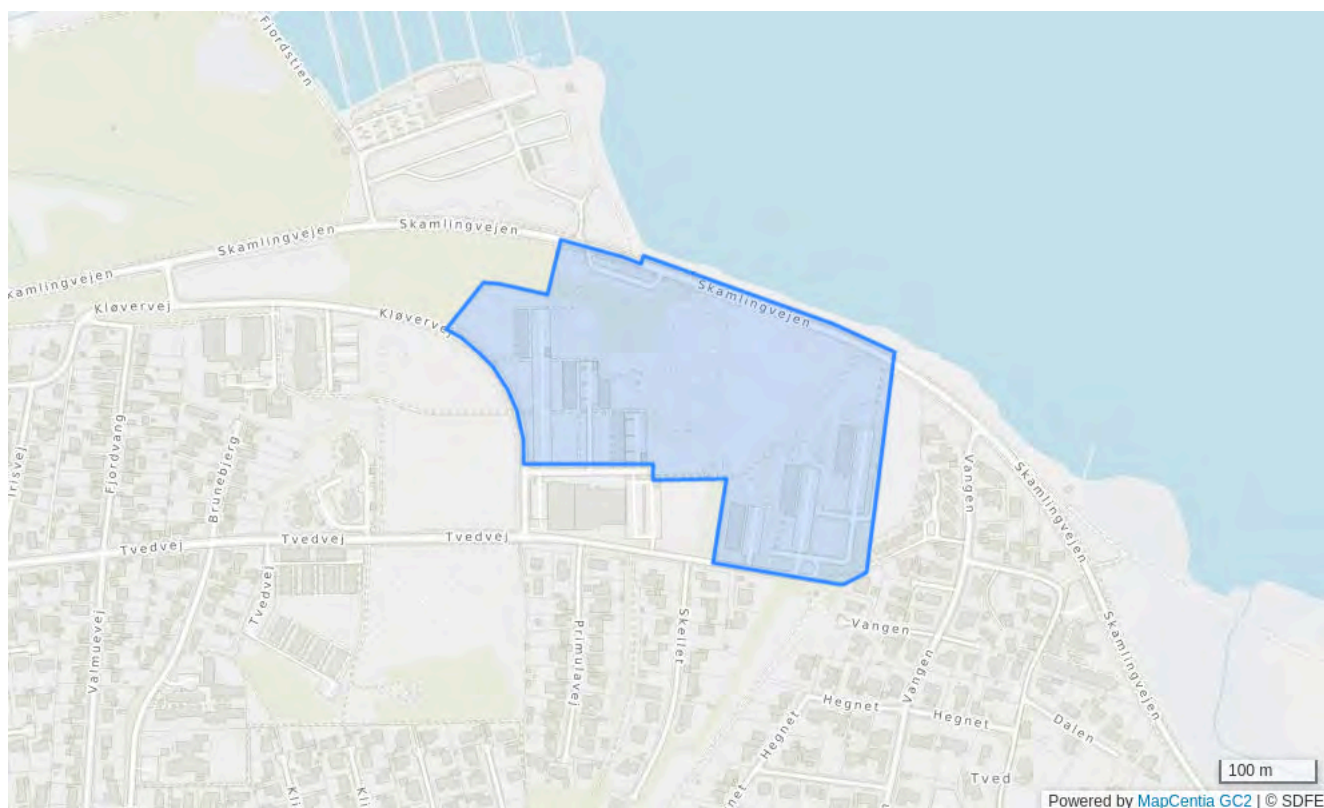 Fjordstien
Skamlingvejen
Skamlingvejen
Skamlingvejen
Kløvervej
Kløvervej
Skamlingvejen
Irisvej
Fjordvang
Brunebjerg
Vangen
Skamlingvejen
Tvedvej
Tvedvej
Tvedvej
Valmuevej
Tvedvej
Primulavej
Skellet
Vangen
Vangen
Skamlingvejen
Hegnet
Hegnet
Hegnet
Dalen
Tved
100 m
Powered by MapCentia GC2 | © SDFE